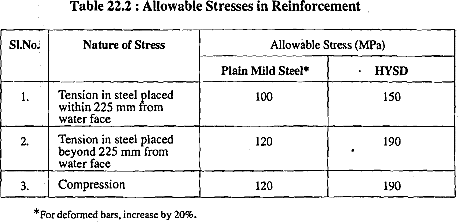 Table 22.2 : Allowable Stresses in Reinforcement
Sl.No. Nature of Stress Allowable Stress (MPa)
Plain Mild Steel* HYSD
1. Tension in steel placed 100 150
within 225 mm from
water face
2. Tension in steel placed 120 190
beyond 225 mm from
water face
3. Compression 120 190
*For deformed bars, increase by 20%.